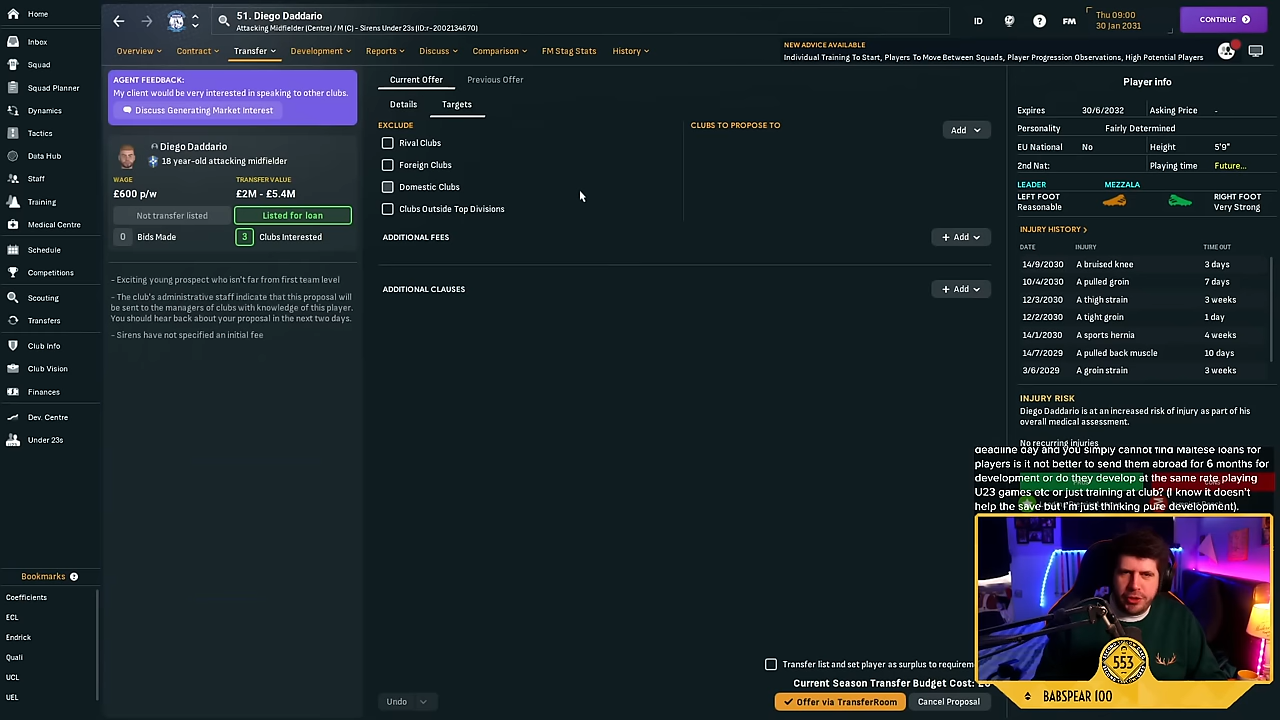 Home
51. Diego Daddario
Attacking Midfielder (Centre) / M (C) - Sirens Under 23s (ID:r-2002134670)
ID
FM
Thu 09:00
30 Jan 2031
CONTINUE
Overview
Contract
Transfer
Development
Reports
Discuss
Comparison
FM Stag Stats
History
NEW ADVICE AVAILABLE
Individual Training To Start, Players To Move Between Squads, Player Progression Observations, High Potential Players
Inbox
Squad
Squad Planner
Dynamics
Tactics
Data Hub
Staff
Training
Medical Centre
Schedule
Competitions
Scouting
Transfers
Club Info
Club Vision
Finances
Dev. Centre
Under 23s
Bookmarks
Coefficients
ECL
Endrick
Quali
UCL
UEL
AGENT FEEDBACK:
My client would be very interested in speaking to other clubs.
Discuss Generating Market Interest
Diego Daddario
18 year-old attacking midfielder
WAGE
£600 p/w
TRANSFER VALUE
£2M - £5.4M
Not transfer listed
Listed for loan
0 Bids Made
3 Clubs Interested
- Exciting young prospect who isn't far from first team level
- The club's administrative staff indicate that this proposal will
be sent to the managers of clubs with knowledge of this player.
You should hear back about your proposal in the next two days.
- Sirens have not specified an initial fee
Current Offer
Previous Offer
Details
Targets
EXCLUDE
Rival Clubs
Foreign Clubs
Domestic Clubs
Clubs Outside Top Divisions
CLUBS TO PROPOSE TO
Add
ADDITIONAL FEES
+ Add
ADDITIONAL CLAUSES
+ Add
Transfer list and set player as surplus to requirem
Current Season Transfer Budget Cost:
Undo
Offer via TransferRoom
Cancel Proposal
Player info
Expires 30/6/2032 Asking Price -
Personality Fairly Determined
EU National No Height 5'9"
2nd Nat: Playing time Future...
LEADER
MEZZALA
LEFT FOOT
Reasonable
RIGHT FOOT
Very Strong
INJURY HISTORY >
DATE INJURY TIME OUT
14/9/2030 A bruised knee 3 days
10/4/2030 A pulled groin 7 days
12/3/2030 A thigh strain 3 weeks
12/2/2030 A tight groin 1 day
14/1/2030 A sports hernia 4 weeks
14/7/2029 A pulled back muscle 10 days
3/6/2029 A groin strain 3 weeks
INJURY RISK
Diego Daddario is at an increased risk of injury as part of his
overall medical assessment.
No recurring injuries
deadline day and you simply cannot find Maltese loans for
players is it not better to send them abroad for 6 months for
development or do they develop at the same rate playing
U23 games etc or just training at club? (I know it doesn't
help the save but I'm just thinking pure development).
553
BABSPEAR 100